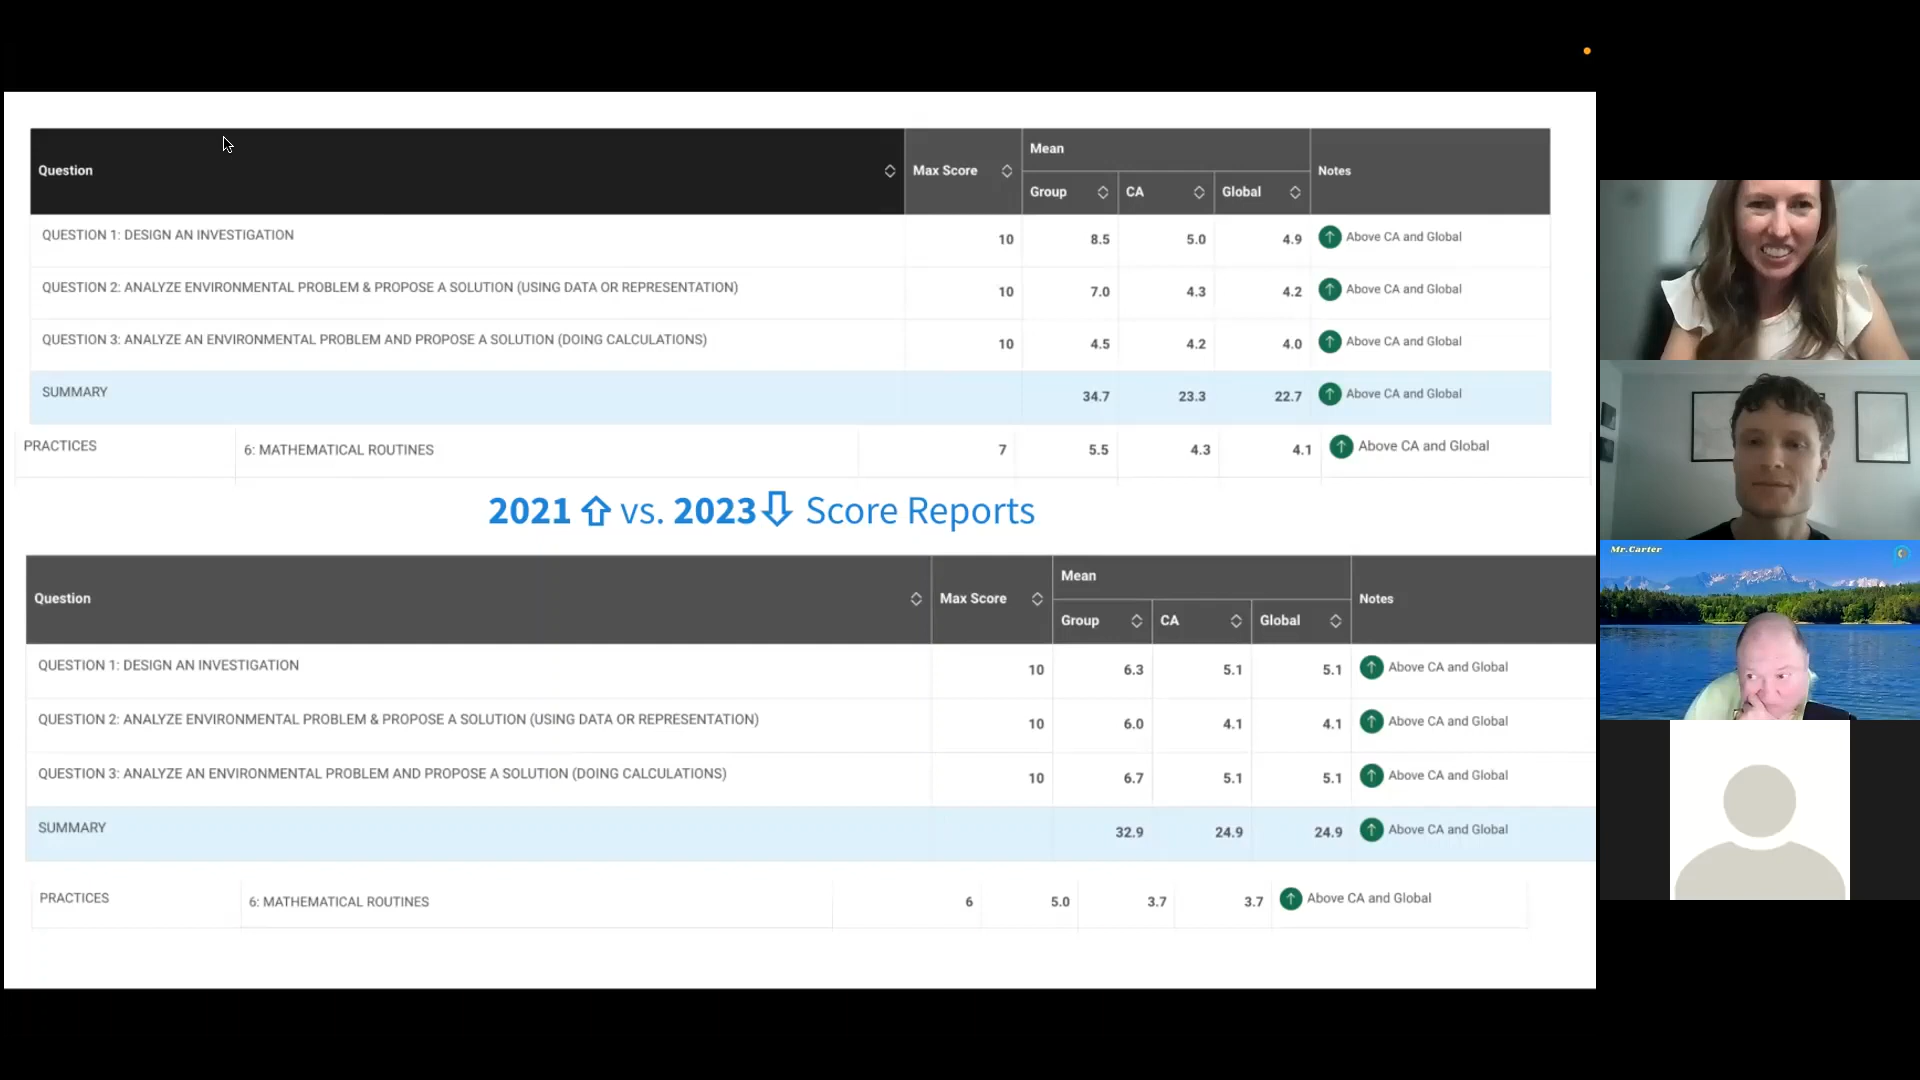 Question Max Score Mean Notes
Group CA Global
QUESTION 1: DESIGN AN INVESTIGATION 10 8.5 5.0 4.9 Above CA and Global
QUESTION 2: ANALYZE ENVIRONMENTAL PROBLEM & PROPOSE A SOLUTION (USING DATA OR REPRESENTATION) 10 7.0 4.3 4.2 Above CA and Global
QUESTION 3: ANALYZE AN ENVIRONMENTAL PROBLEM AND PROPOSE A SOLUTION (DOING CALCULATIONS) 10 4.5 4.2 4.0 Above CA and Global
SUMMARY 34.7 23.3 22.7 Above CA and Global
PRACTICES 6: MATHEMATICAL ROUTINES 7 5.5 4.3 4.1 Above CA and Global
2021 vs. 2023 Score Reports
Question Max Score Mean Notes
Group CA Global
QUESTION 1: DESIGN AN INVESTIGATION 10 6.3 5.1 5.1 Above CA and Global
QUESTION 2: ANALYZE ENVIRONMENTAL PROBLEM & PROPOSE A SOLUTION (USING DATA OR REPRESENTATION) 10 6.0 4.1 4.1 Above CA and Global
QUESTION 3: ANALYZE AN ENVIRONMENTAL PROBLEM AND PROPOSE A SOLUTION (DOING CALCULATIONS) 10 6.7 5.1 5.1 Above CA and Global
SUMMARY 32.9 24.9 24.9 Above CA and Global
PRACTICES 6: MATHEMATICAL ROUTINES 6 5.0 3.7 3.7 Above CA and Global
Mr.Carter